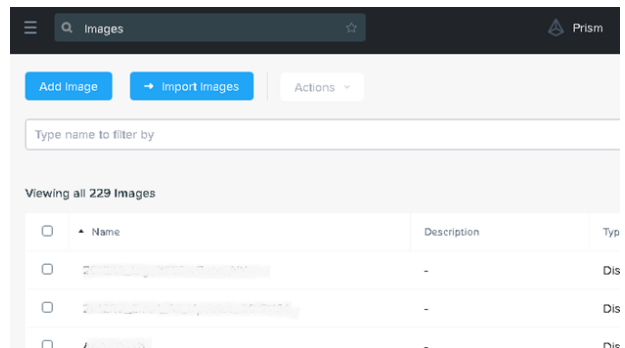 Images
Prism
Add Image
Import Images
Actions
Type name to filter by
Viewing all 229 Images
Name Description Typ
- Dis
- Dis
- Dis